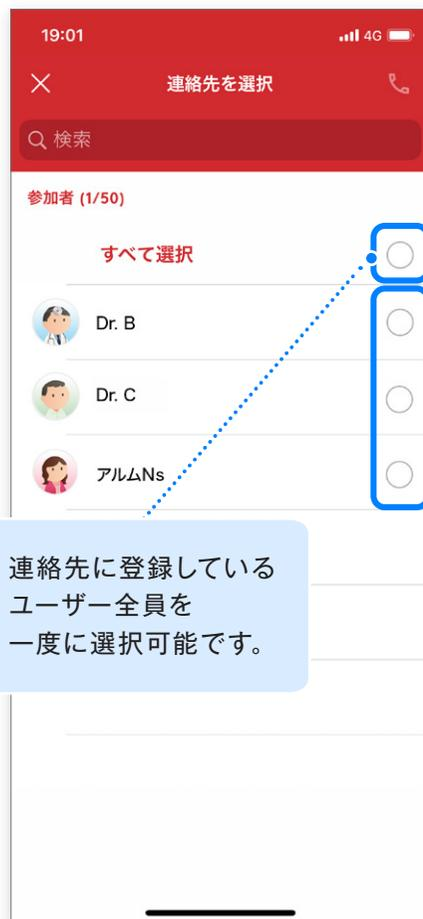 19:01
4G
連絡先を選択
検索
参加者 (1/50)
すべて選択
Dr. B
Dr. C
アルムNs
連絡先に登録している
ユーザー全員を
一度に選択可能です。